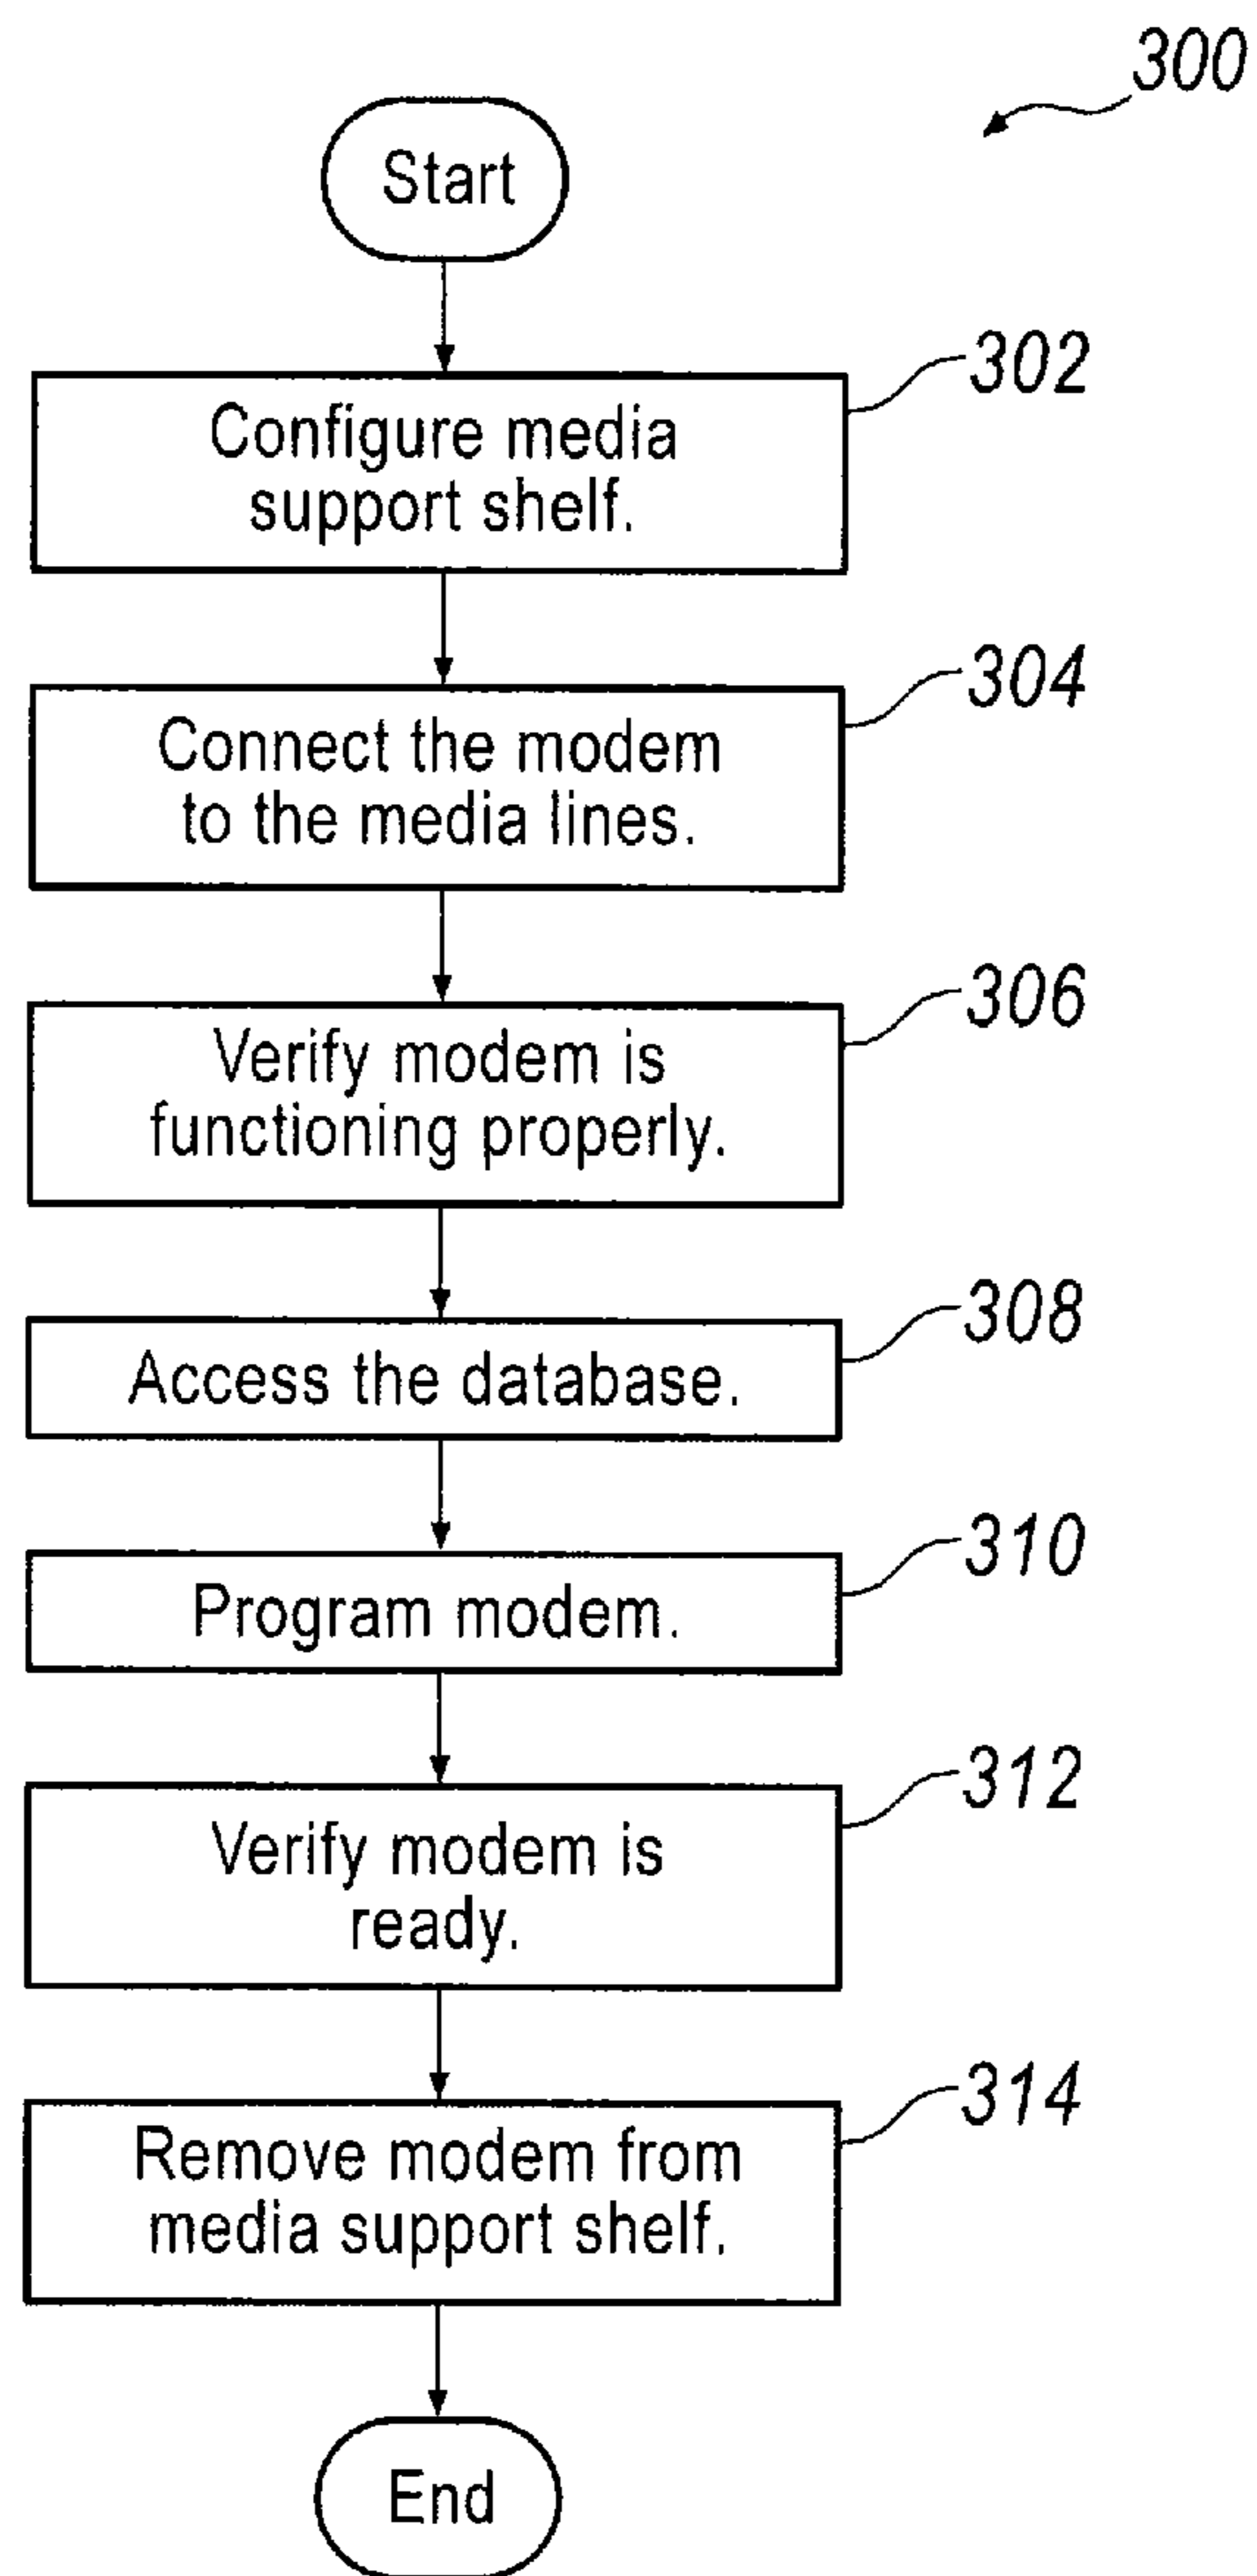 300
Start
302
Configure media
support shelf.
304
Connect the modem
to the media lines.
306
Verify modem is
functioning properly.
308
Access the database.
310
Program modem.
312
Verify modem is
ready.
314
Remove modem from
media support shelf.
End